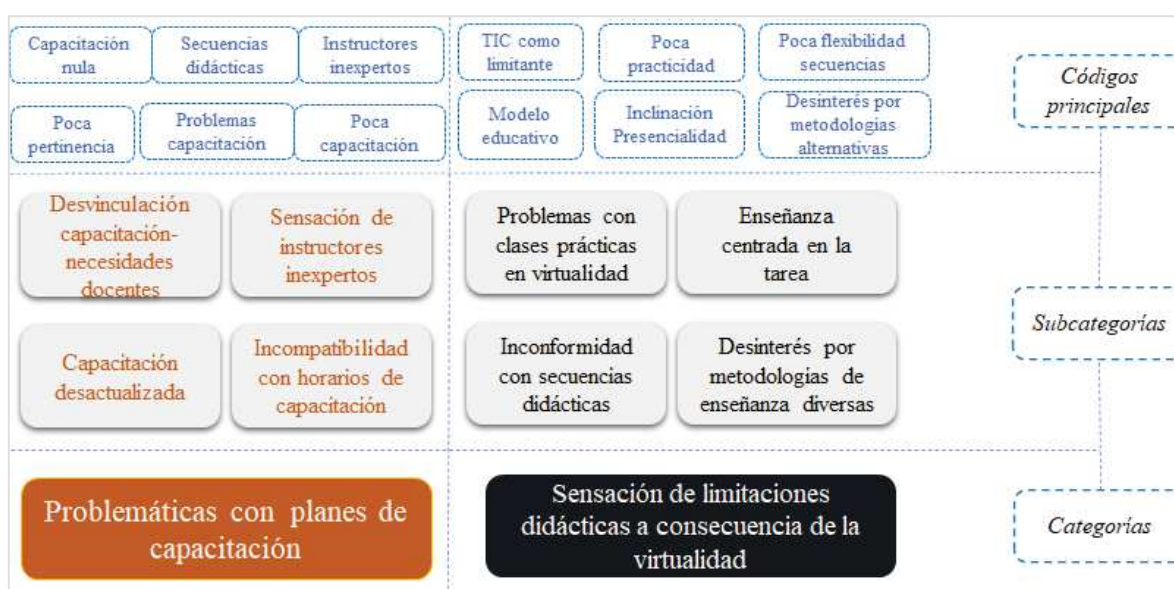 Capacitación
nula
Secuencias
didácticas
Instructores
inexpertos
TIC como
limitante
Poca
practicidad
Poca flexibilidad
secuencias
Códigos
principales
Poca
pertinencia
Problemas
capacitación
Poca
capacitación
Modelo
educativo
Inclinación
Presencialidad
Desinterés por
metodologías
alternativas
Desvinculación
capacitación-
necesidades
docentes
Sensación de
instructores
inexpertos
Problemas con
clases prácticas
en virtualidad
Enseñanza
centrada en la
tarea
Subcategorías
Capacitación
desactualizada
Incompatibilidad
con horarios de
capacitación
Inconformidad
con secuencias
didácticas
Desinterés por
metodologías de
enseñanza diversas
Problemáticas con planes de
capacitación
Sensación de limitaciones
didácticas a consecuencia de la
virtualidad
Categorías